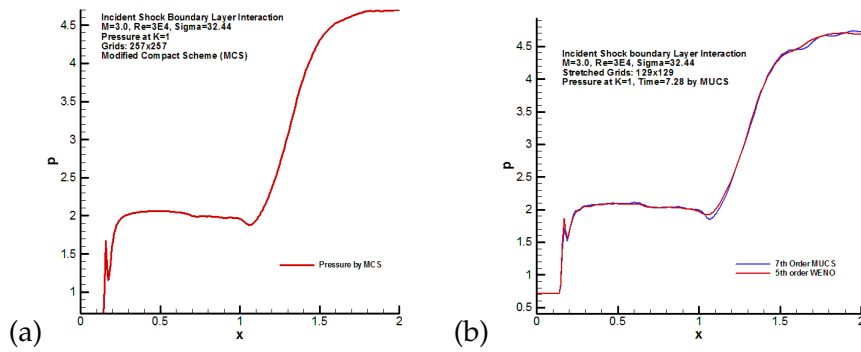 Incident Shock Boundary Layer Interaction
M=3.0, Re=3E4, Sigma=32.44
Pressure at K=1
Grids: 257x257
Modified Compact Scheme (MCS)
4.5
4
3.5
3
2.5
2
1.5
1
p
0
0.5
1
1.5
2
x
Pressure by MCS
(a)
Incident Shock boundary Layer Interaction
M=3.0, Re=3E4, Sigma=32.44
Stretched Grids: 129x129
Pressure at K=1, Time=7.28 by MUCS
4.5
4
3.5
3
2.5
2
1.5
1
0.5
p
0
0.5
1
1.5
2
x
7th Order MUCS
5th order WENO
(b)